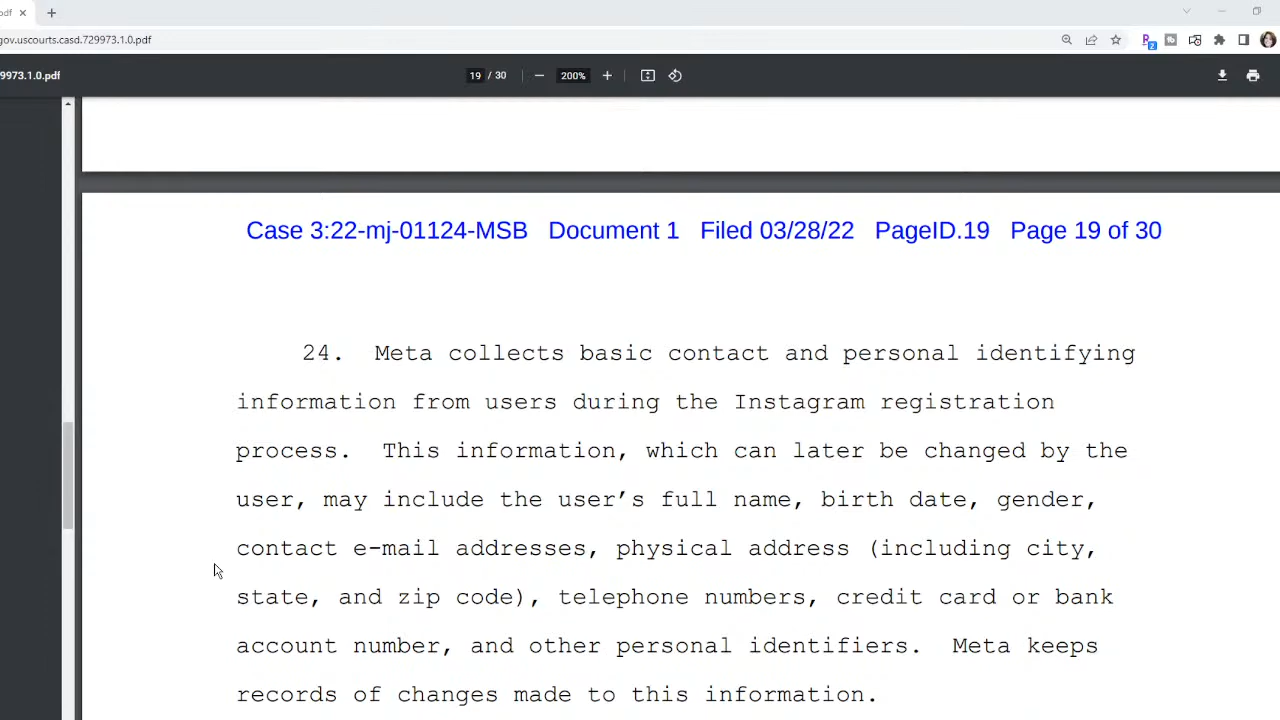 pdf
gov.uscourts.casd.729973.1.0.pdf
9973.1.0.pdf
19 / 30
200%
Case 3:22-mj-01124-MSB Document 1 Filed 03/28/22 PageID.19 Page 19 of 30
24. Meta collects basic contact and personal identifying
information from users during the Instagram registration
process. This information, which can later be changed by the
user, may include the user’s full name, birth date, gender,
contact e-mail addresses, physical address (including city,
state, and zip code), telephone numbers, credit card or bank
account number, and other personal identifiers. Meta keeps
records of changes made to this information.